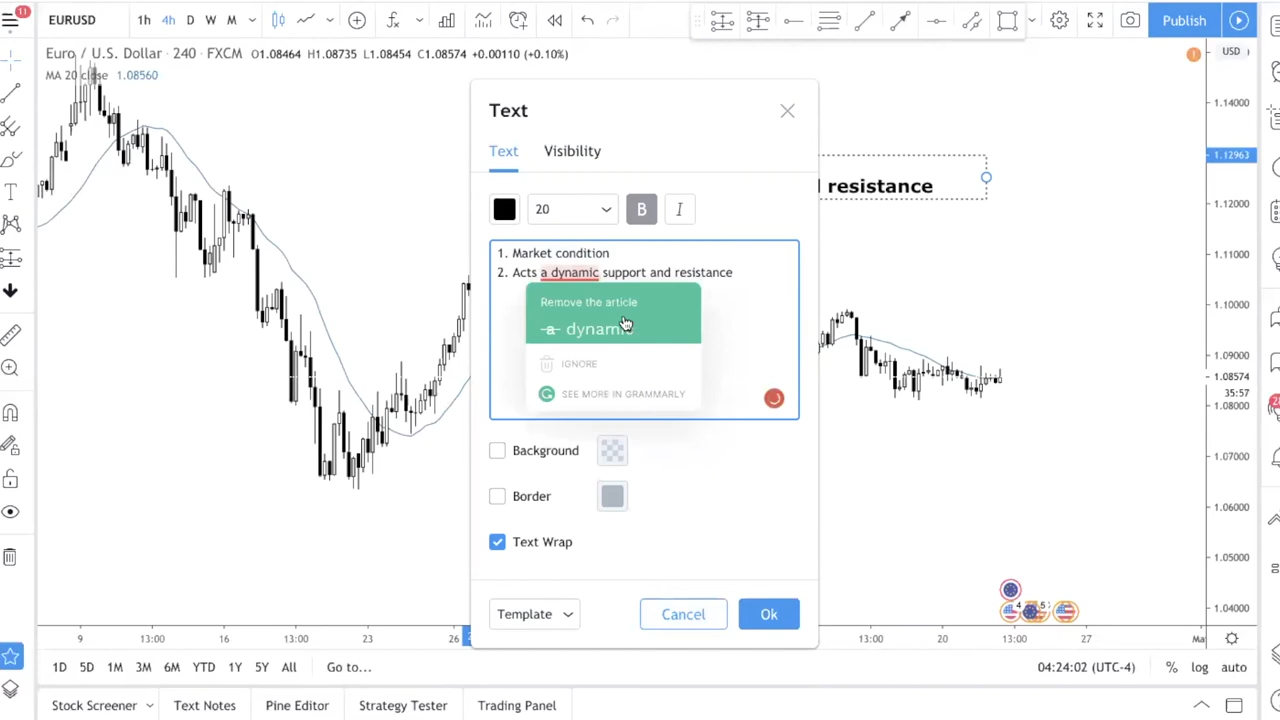 11
EURUSD 1h 4h D W M Publish
Euro / U.S. Dollar · 240 · FXCM O1.08464 H1.08735 L1.08454 C1.08574 +0.00110 (+0.10%)
MA 20 close 1.08560
USD
1.14000
1.12963
1.12000
1.11000
1.10000
1.09000
1.08574
35:57
1.08000
1.07000
1.06000
1.05000
1.04000
resistance
Text
Text Visibility
20 B I
1. Market condition
2. Acts a dynamic support and resistance
Remove the article
a dynamic
IGNORE
SEE MORE IN GRAMMARLY
Background
Border
Text Wrap
Template Cancel Ok
4 5
9 13:00 16 13:00 23 26 13:00 20 13:00 27
1D 5D 1M 3M 6M YTD 1Y 5Y All Go to... 04:24:02 (UTC-4) % log auto
Stock Screener Text Notes Pine Editor Strategy Tester Trading Panel